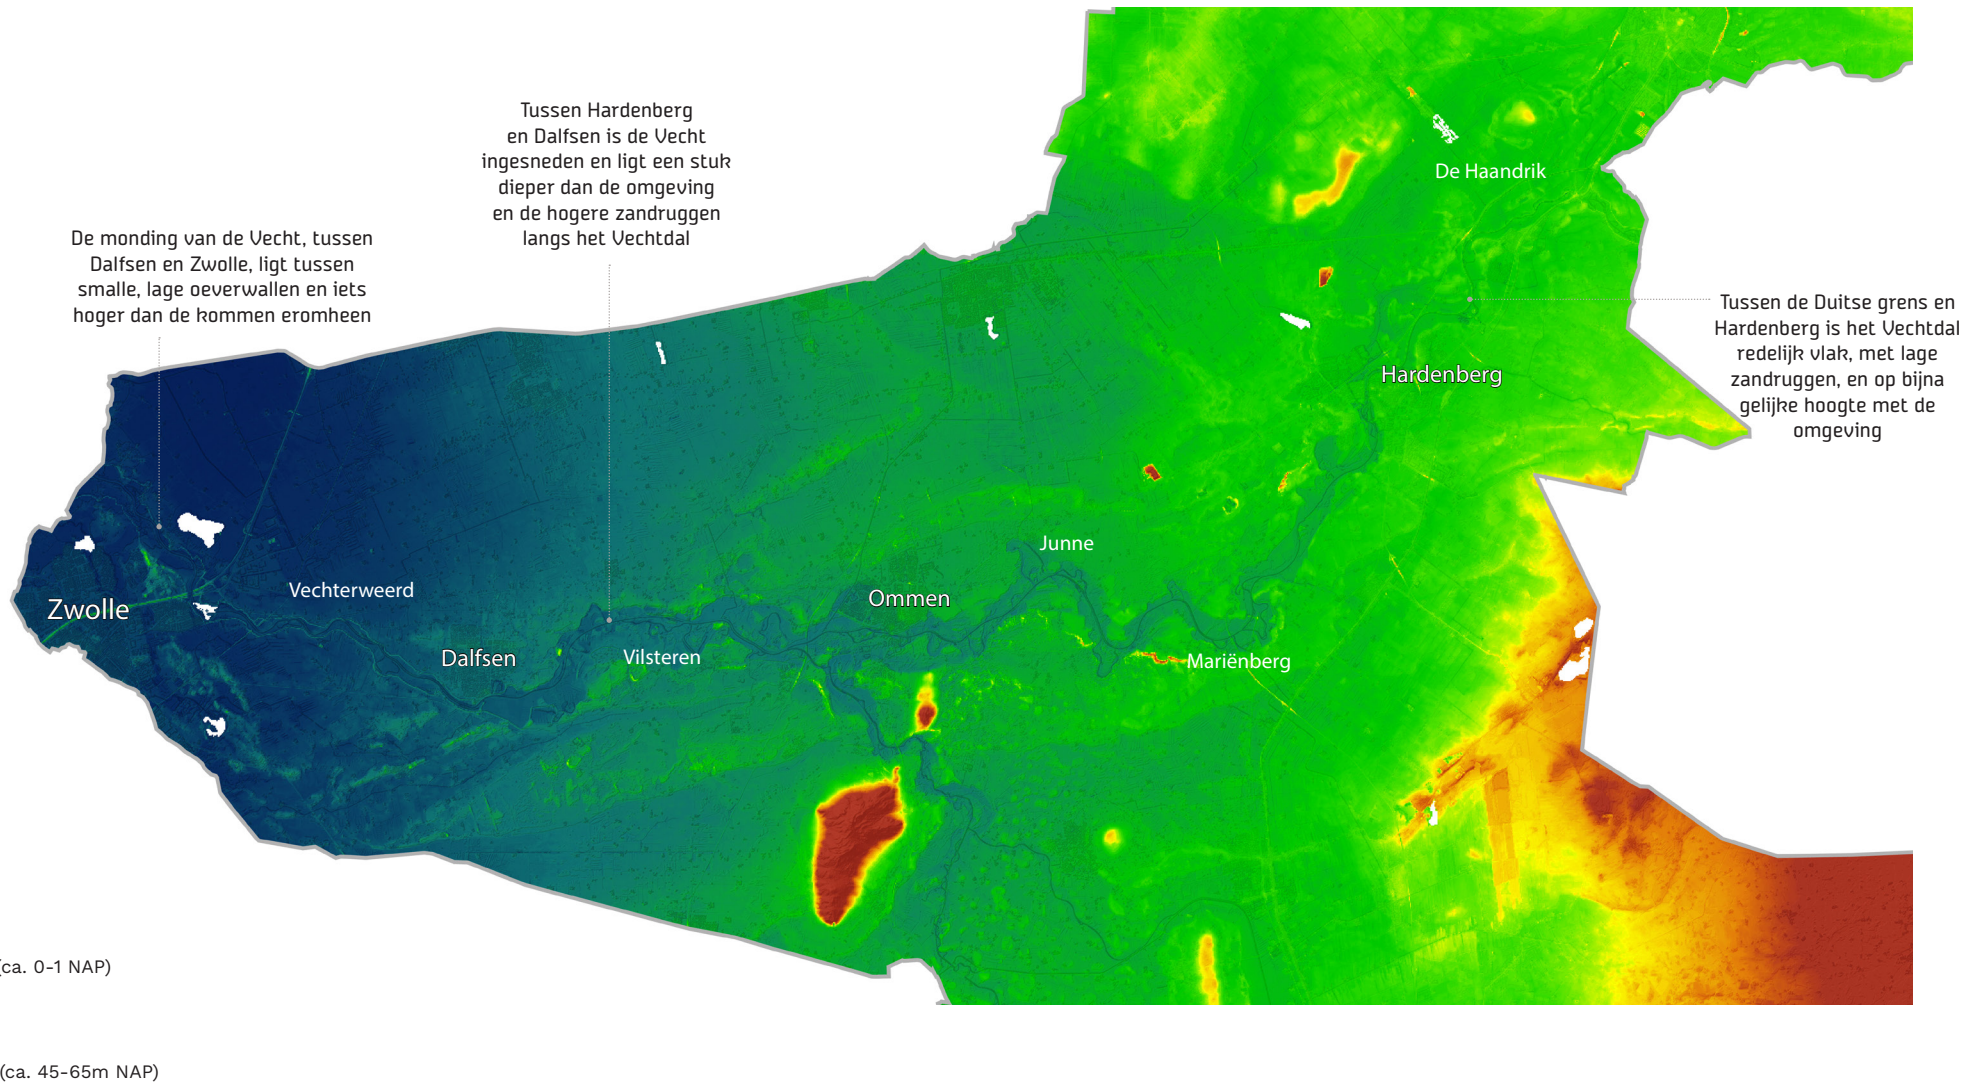 Tussen Hardenberg
en Dalfsen is de Vecht
ingesneden en ligt een stuk
dieper dan de omgeving
en de hogere zandruggen
langs het Vechtdal
De Haandrik
De monding van de Vecht, tussen
Dalfsen en Zwolle, ligt tussen
smalle, lage oeverwallen en iets
hoger dan de kommen eromheen
Tussen de Duitse grens en
Hardenberg is het Vechtdal
redelijk vlak, met lage
zandruggen, en op bijna
gelijke hoogte met de
omgeving
Hardenberg
Junne
Vechterweerd
Ommen
Zwolle
Dalfsen
Vilsteren
Mariënberg
(ca. 0-1 NAP)
(ca. 45-65m NAP)